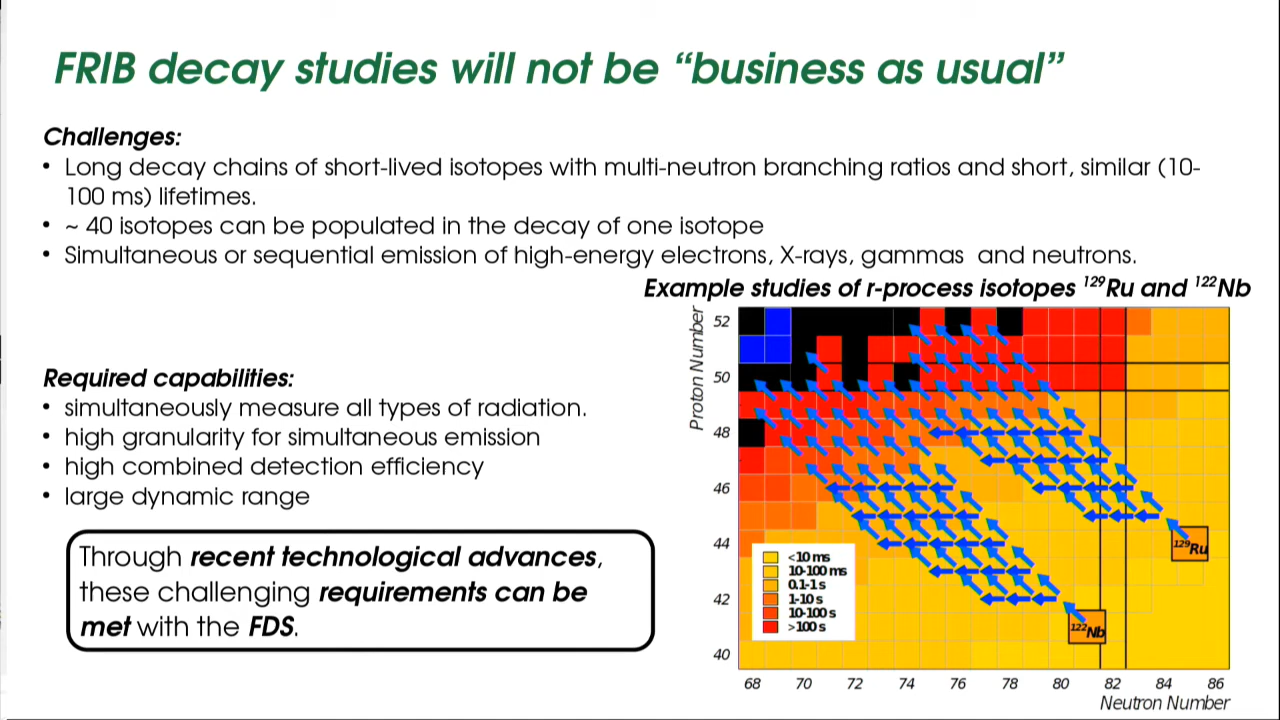 FRIB decay studies will not be “business as usual”
Challenges:
• Long decay chains of short-lived isotopes with multi-neutron branching ratios and short, similar (10-
100 ms) lifetimes.
• ~ 40 isotopes can be populated in the decay of one isotope
• Simultaneous or sequential emission of high-energy electrons, X-rays, gammas and neutrons.
Example studies of r-process isotopes ¹²⁹Ru and ¹²²Nb
Required capabilities:
• simultaneously measure all types of radiation.
• high granularity for simultaneous emission
• high combined detection efficiency
• large dynamic range
Through recent technological advances,
these challenging requirements can be
met with the FDS.
Proton Number
52
50
48
46
44
42
40
¹²⁹Ru
¹²²Nb
<10 ms
10-100 ms
0.1-1 s
1-10 s
10-100 s
>100 s
68 70 72 74 76 78 80 82 84 86
Neutron Number